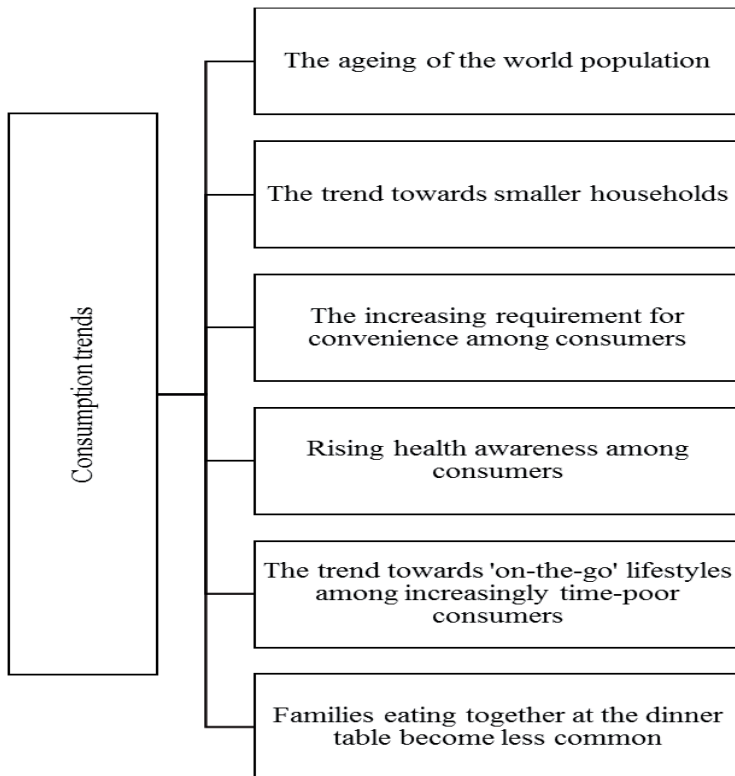 Consumption trends
The ageing of the world population
The trend towards smaller households
The increasing requirement for
convenience among consumers
Rising health awareness among
consumers
The trend towards 'on-the-go' lifestyles
among increasingly time-poor
consumers
Families eating together at the dinner
table become less common